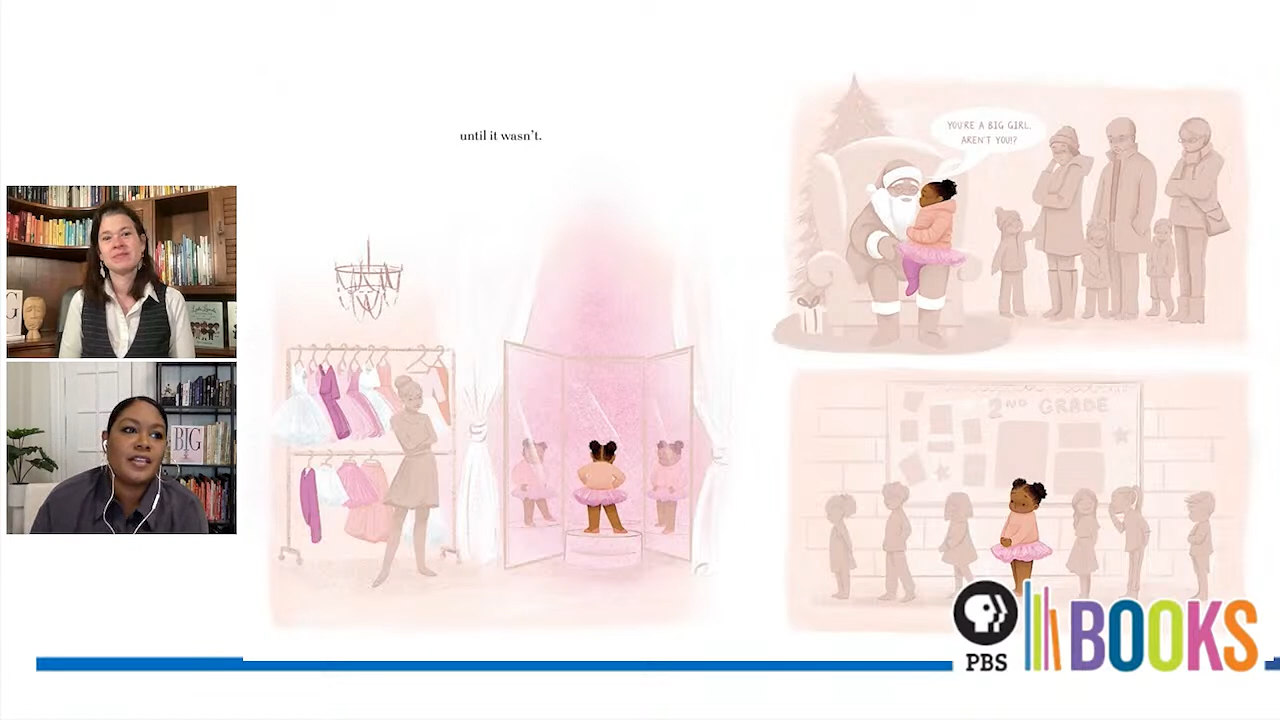 until it wasn't.
YOU'RE A BIG GIRL,
AREN'T YOU!?
2ND GRADE
BIG
G
PBS
BOOKS